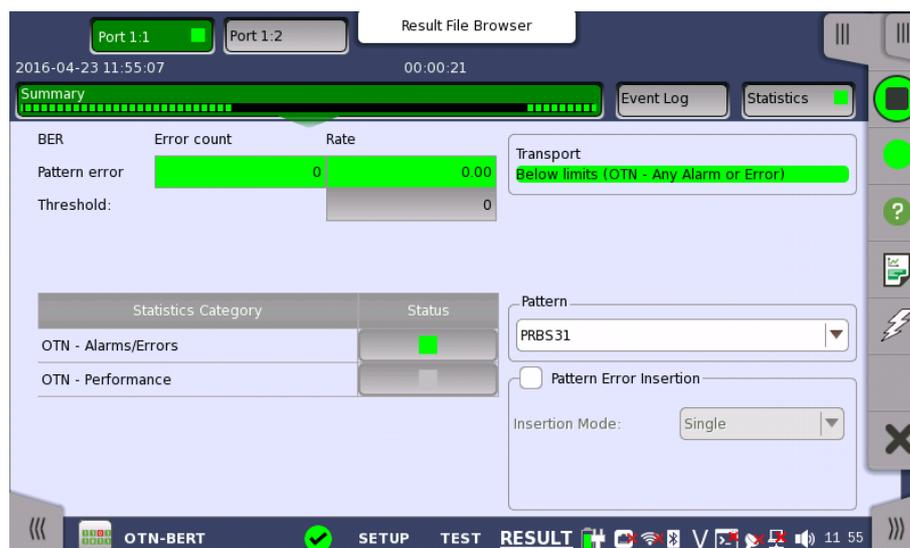 Result File Browser
Port 1:1
Port 1:2
2016-04-23 11:55:07
00:00:21
Summary
Event Log
Statistics
BER
Error count
Rate
Pattern error
0
0.00
Threshold:
0
Transport
Below limits (OTN - Any Alarm or Error)
Statistics Category
Status
OTN - Alarms/Errors
OTN - Performance
Pattern
PRBS31
Pattern Error Insertion
Insertion Mode:
Single
?
OTN-BERT
SETUP
TEST
RESULT
V
11 55